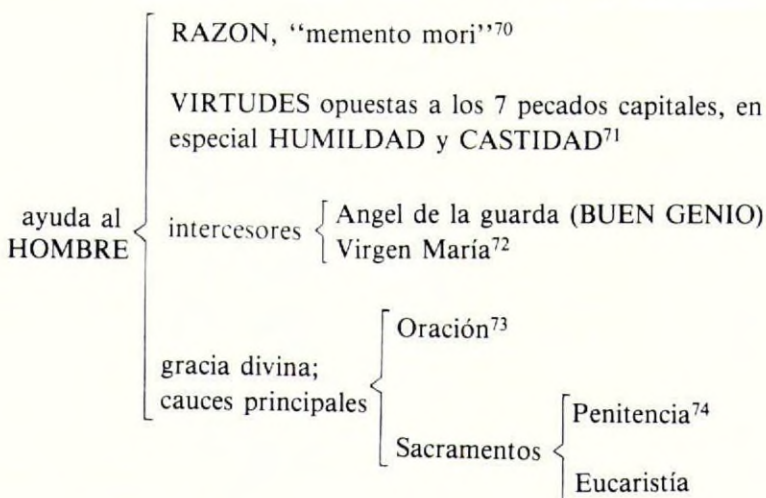 RAZON, “memento mori”⁷⁰
VIRTUDES opuestas a los 7 pecados capitales, en
especial HUMILDAD y CASTIDAD⁷¹
ayuda al
HOMBRE
intercesores
Angel de la guarda (BUEN GENIO)
Virgen María⁷²
gracia divina;
cauces principales
Oración⁷³
Sacramentos
Penitencia⁷⁴
Eucaristía